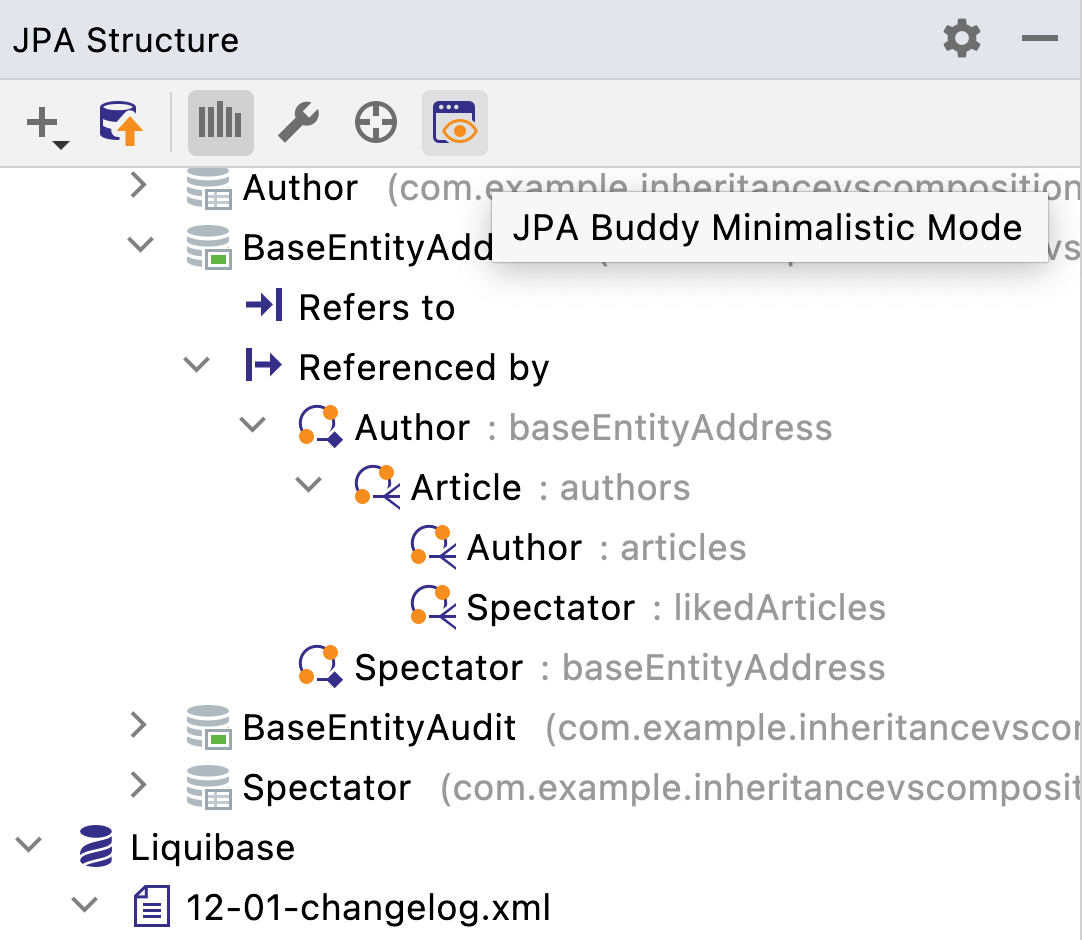 JPA Structure
Author (com.example.inheritancevscomposition
JPA Buddy Minimalistic Mode
BaseEntityAdd
Refers to
Referenced by
Author : baseEntityAddress
Article : authors
Author : articles
Spectator : likedArticles
Spectator : baseEntityAddress
BaseEntityAudit (com.example.inheritancevscor
Spectator (com.example.inheritancevscomposit
Liquibase
12-01-changelog.xml